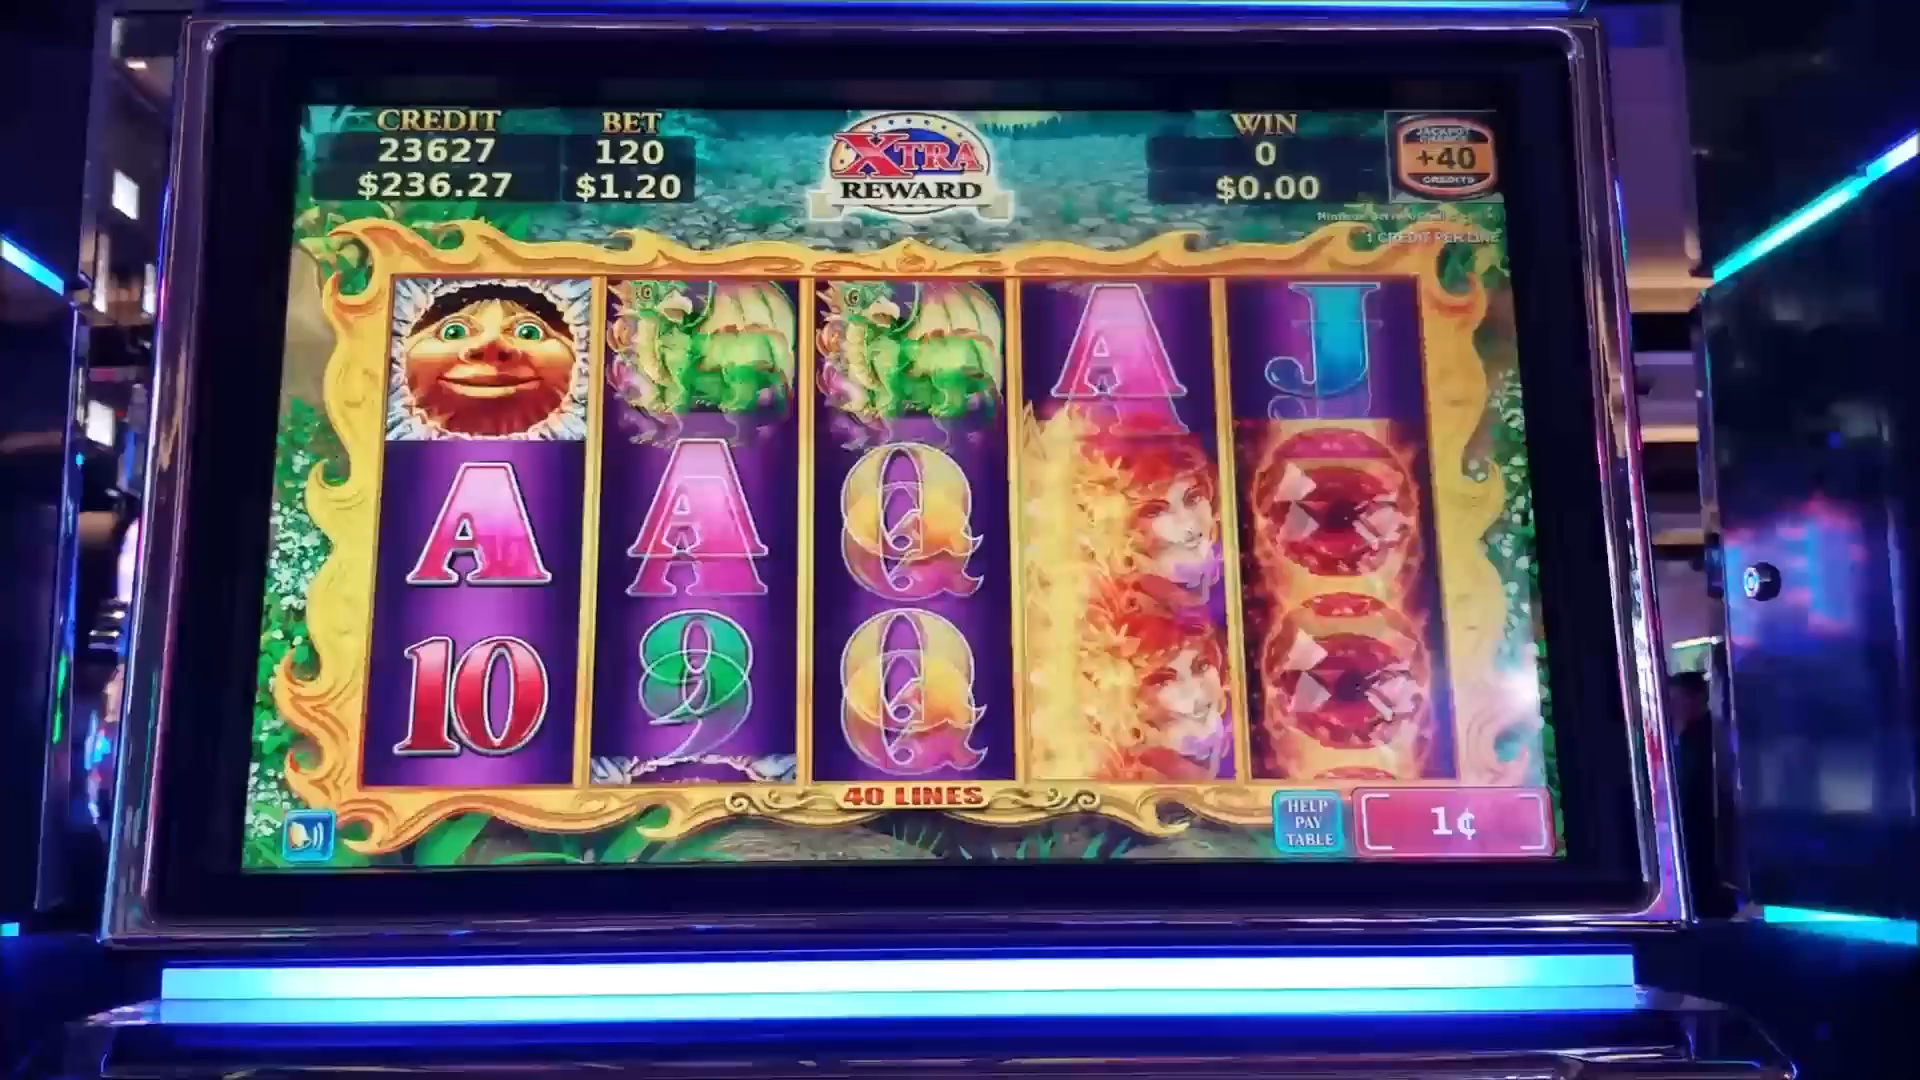 CREDIT
23627
$236.27
BET
120
$1.20
XTRA
REWARD
WIN
0
$0.00
JACKPOT
+40
CREDITS
1 CREDIT PER LINE
A
J
A
A
Q
10
9
Q
40 LINES
HELP
PAY
TABLE
1¢